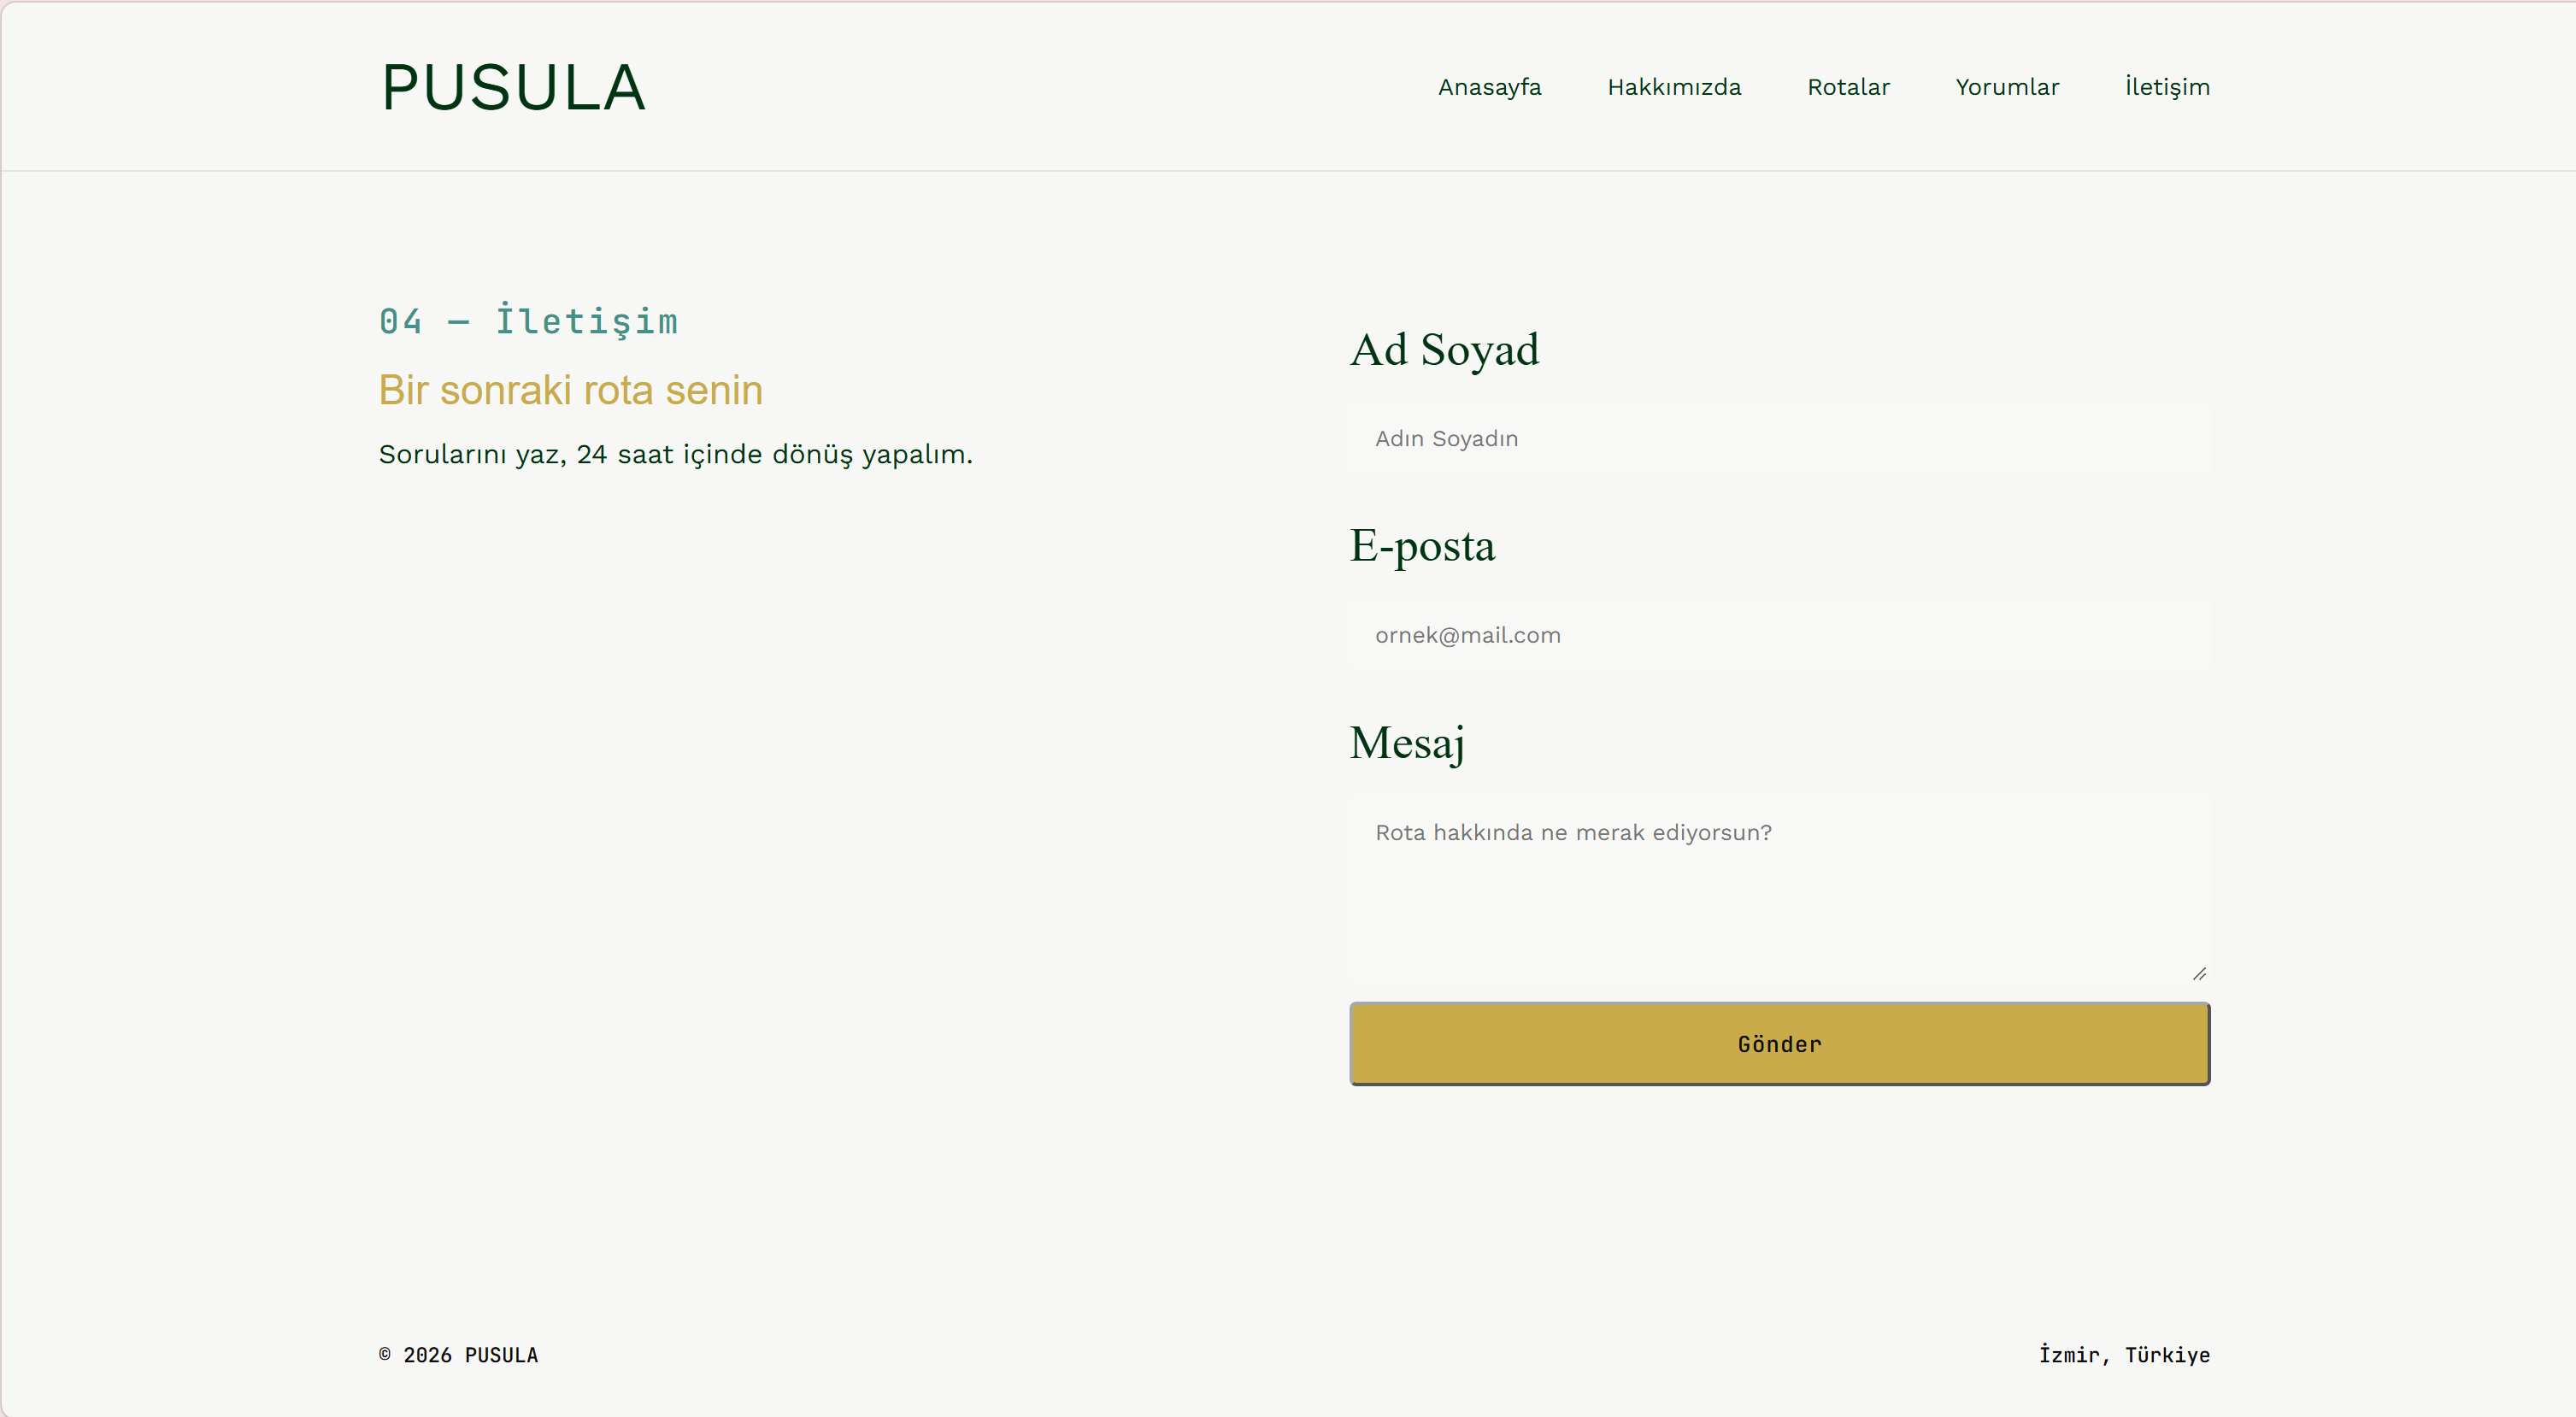 PUSULA
Anasayfa Hakkımızda Rotalar Yorumlar İletişim
04 — İletişim
Bir sonraki rota senin
Sorularını yaz, 24 saat içinde dönüş yapalım.
Ad Soyad
Adın Soyadın
E-posta
ornek@mail.com
Mesaj
Rota hakkında ne merak ediyorsun?
Gönder
© 2026 PUSULA
İzmir, Türkiye